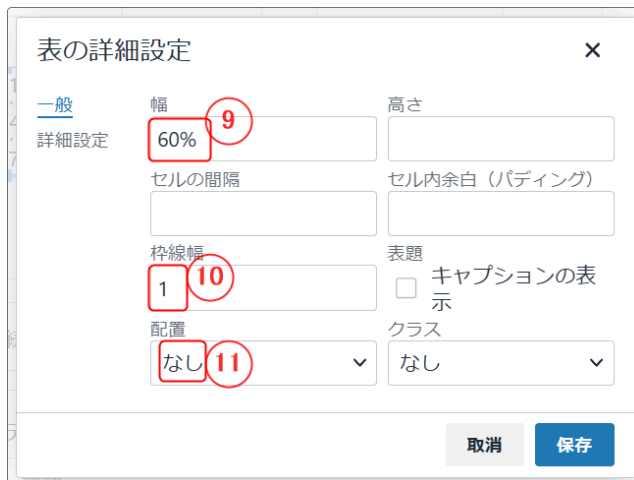 表の詳細設定 ×
一般
詳細設定
幅 ⑨
60%
高さ
セルの間隔
セル内余白（パディング）
枠線幅 ⑩
1
表題
キャプションの表
示
配置
なし ⑪
クラス
なし
取消
保存